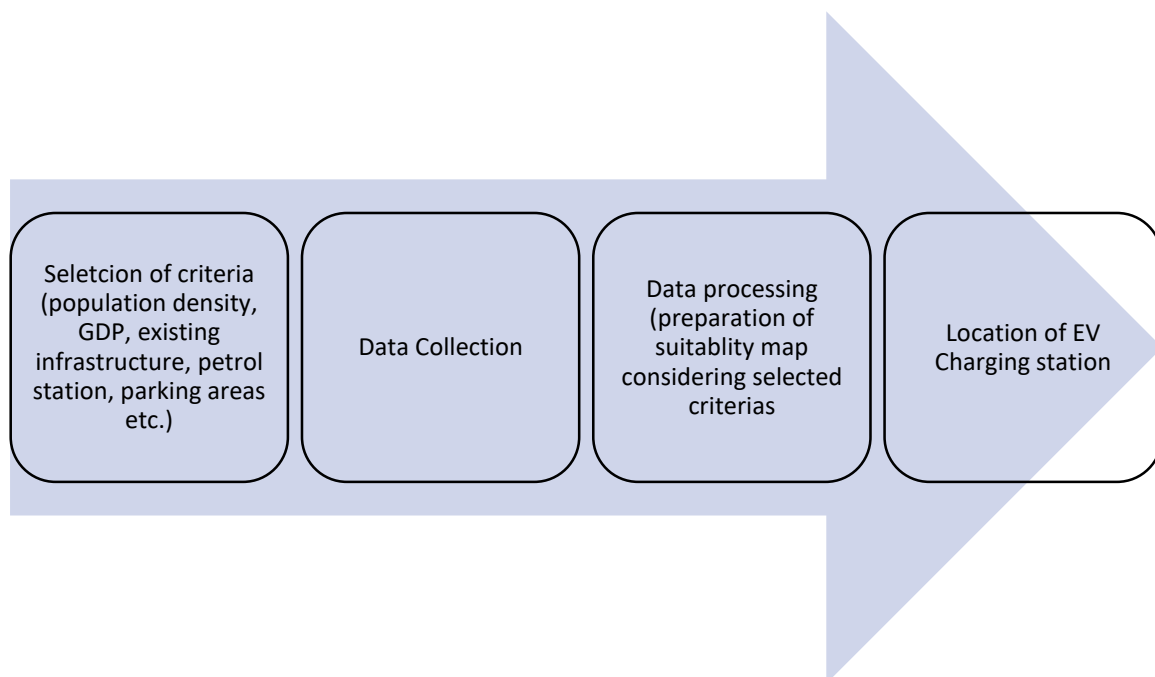 Seletcion of criteria
(population density,
GDP, existing
infrastructure, petrol
station, parking areas
etc.)
Data Collection
Data processing
(preparation of
suitablity map
considering selected
criterias
Location of EV
Charging station